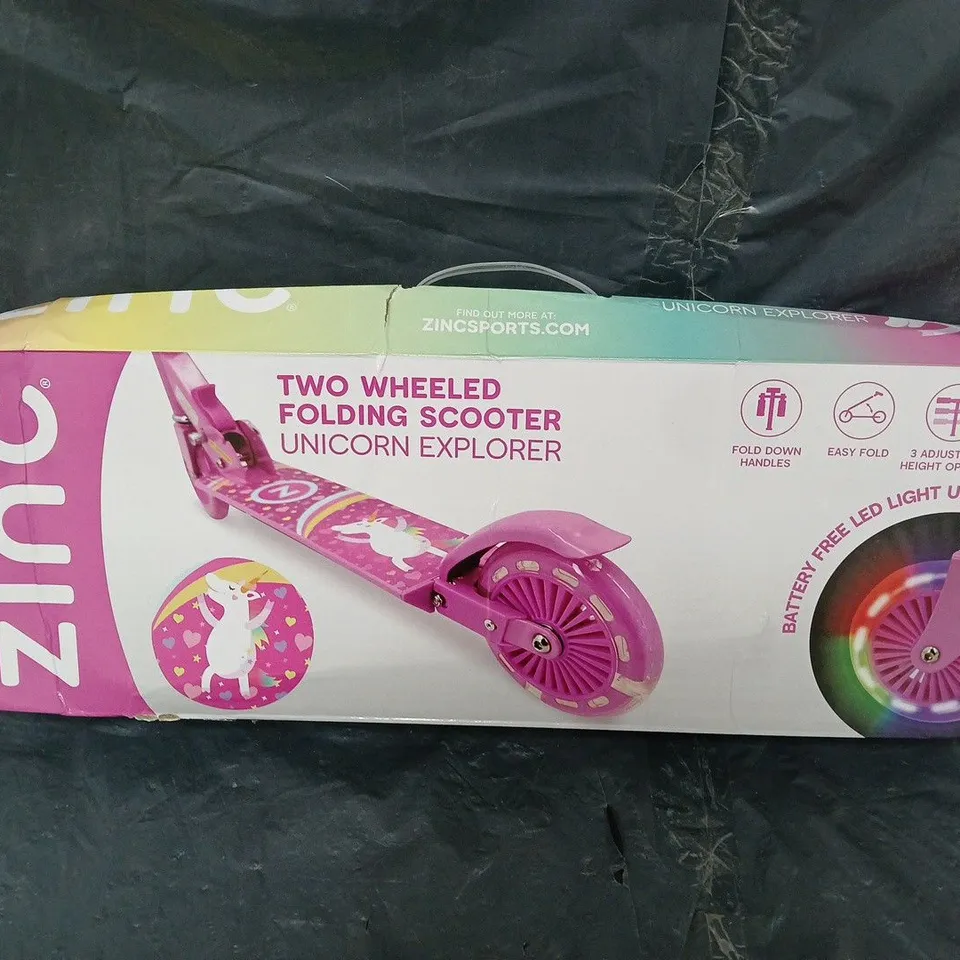 zinc®
FIND OUT MORE AT:
ZINCSPORTS.COM
UNICORN EXPLORER
zinc®
TWO WHEELED
FOLDING SCOOTER
UNICORN EXPLORER
FOLD DOWN
HANDLES
EASY FOLD
3 ADJUST
HEIGHT OP
BATTERY FREE LED LIGHT U